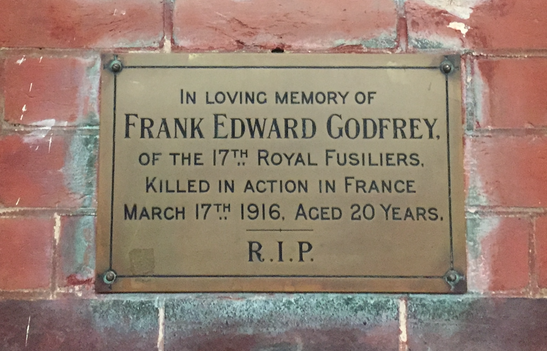 IN LOVING MEMORY OF
FRANK EDWARD GODFREY,
OF THE 17TH ROYAL FUSILIERS,
KILLED IN ACTION IN FRANCE
MARCH 17TH 1916, AGED 20 YEARS.
R.I.P.